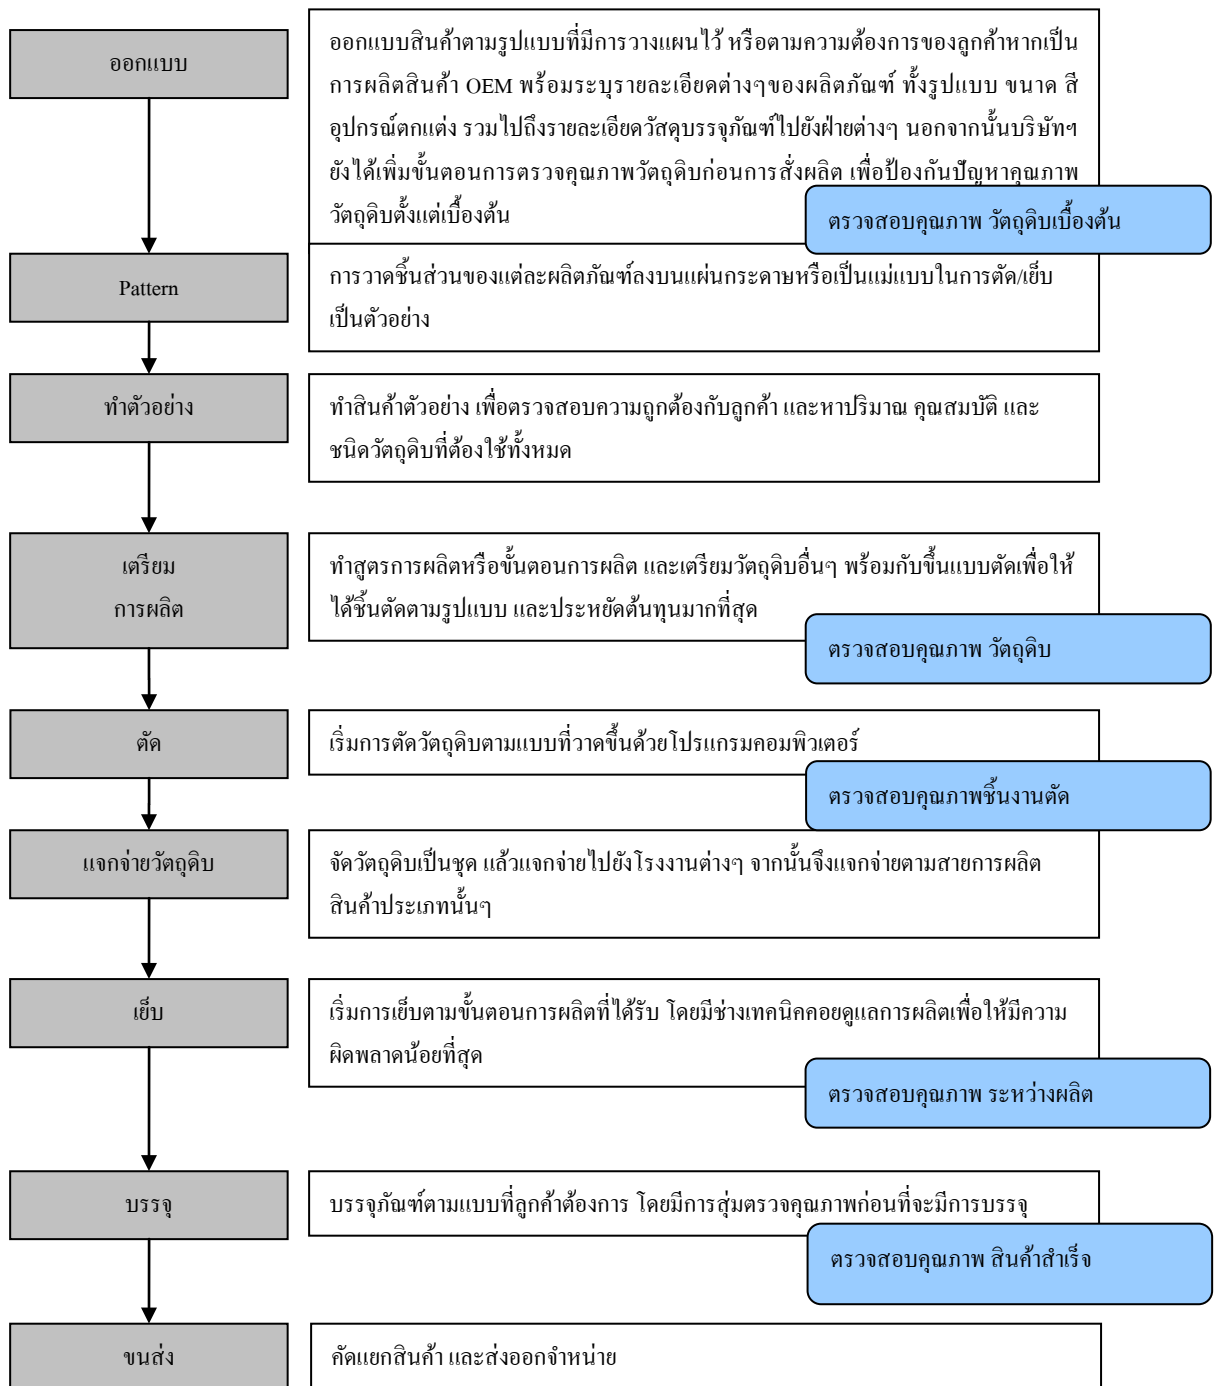 ออกแบบ
ออกแบบสินค้าตามรูปแบบที่มีการวางแผนไว้ หรือตามความต้องการของลูกค้าหากเป็น
การผลิตสินค้า OEM พร้อมระบุรายละเอียดต่างๆของผลิตภัณฑ์ ทั้งรูปแบบ ขนาด สี
อุปกรณ์ตกแต่ง รวมไปถึงรายละเอียดวัสดุบรรจุภัณฑ์ไปยังฝ่ายต่างๆ นอกจากนั้นบริษัทฯ
ยังได้เพิ่มขั้นตอนการตรวจคุณภาพวัตถุดิบก่อนการสั่งผลิต เพื่อป้องกันปัญหาคุณภาพ
วัตถุดิบตั้งแต่เบื้องต้น
ตรวจสอบคุณภาพ วัตถุดิบเบื้องต้น
Pattern
การวาดชิ้นส่วนของแต่ละผลิตภัณฑ์ลงบนแผ่นกระดาษหรือเป็นแม่แบบในการตัด/เย็บ
เป็นตัวอย่าง
ทำตัวอย่าง
ทำสินค้าตัวอย่าง เพื่อตรวจสอบความถูกต้องกับลูกค้า และหาปริมาณ คุณสมบัติ และ
ชนิดวัตถุดิบที่ต้องใช้ทั้งหมด
เตรียม
การผลิต
ทำสูตรการผลิตหรือขั้นตอนการผลิต และเตรียมวัตถุดิบอื่นๆ พร้อมกับขึ้นแบบตัดเพื่อให้
ได้ชิ้นตัดตามรูปแบบ และประหยัดต้นทุนมากที่สุด
ตรวจสอบคุณภาพ วัตถุดิบ
ตัด
เริ่มการตัดวัตถุดิบตามแบบที่วาดขึ้นด้วยโปรแกรมคอมพิวเตอร์
ตรวจสอบคุณภาพชิ้นงานตัด
แจกจ่ายวัตถุดิบ
จัดวัตถุดิบเป็นชุด แล้วแจกจ่ายไปยังโรงงานต่างๆ จากนั้นจึงแจกจ่ายตามสายการผลิต
สินค้าประเภทนั้นๆ
เย็บ
เริ่มการเย็บตามขั้นตอนการผลิตที่ได้รับ โดยมีช่างเทคนิคคอยดูแลการผลิตเพื่อให้มีความ
ผิดพลาดน้อยที่สุด
ตรวจสอบคุณภาพ ระหว่างผลิต
บรรจุ
บรรจุภัณฑ์ตามแบบที่ลูกค้าต้องการ โดยมีการสุ่มตรวจคุณภาพก่อนที่จะมีการบรรจุ
ตรวจสอบคุณภาพ สินค้าสำเร็จ
ขนส่ง
คัดแยกสินค้า และส่งออกจำหน่าย